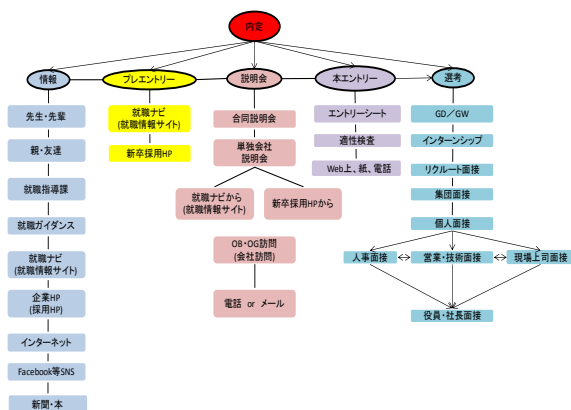 内定
情報
プレエントリー
説明会
本エントリー
選考
先生・先輩
親・友達
就職指導課
就職ガイダンス
就職ナビ
(就職情報サイト)
企業HP
(採用HP)
インターネット
Facebook等SNS
新聞・本
就職ナビ
(就職情報サイト)
新卒採用HP
合同説明会
単独会社
説明会
就職ナビから
(就職情報サイト)
新卒採用HPから
OB・OG訪問
(会社訪問)
電話 or メール
エントリーシート
適性検査
Web上、紙、電話
GD／GW
インターンシップ
リクルート面接
集団面接
個人面接
人事面接
営業・技術面接
現場上司面接
役員・社長面接